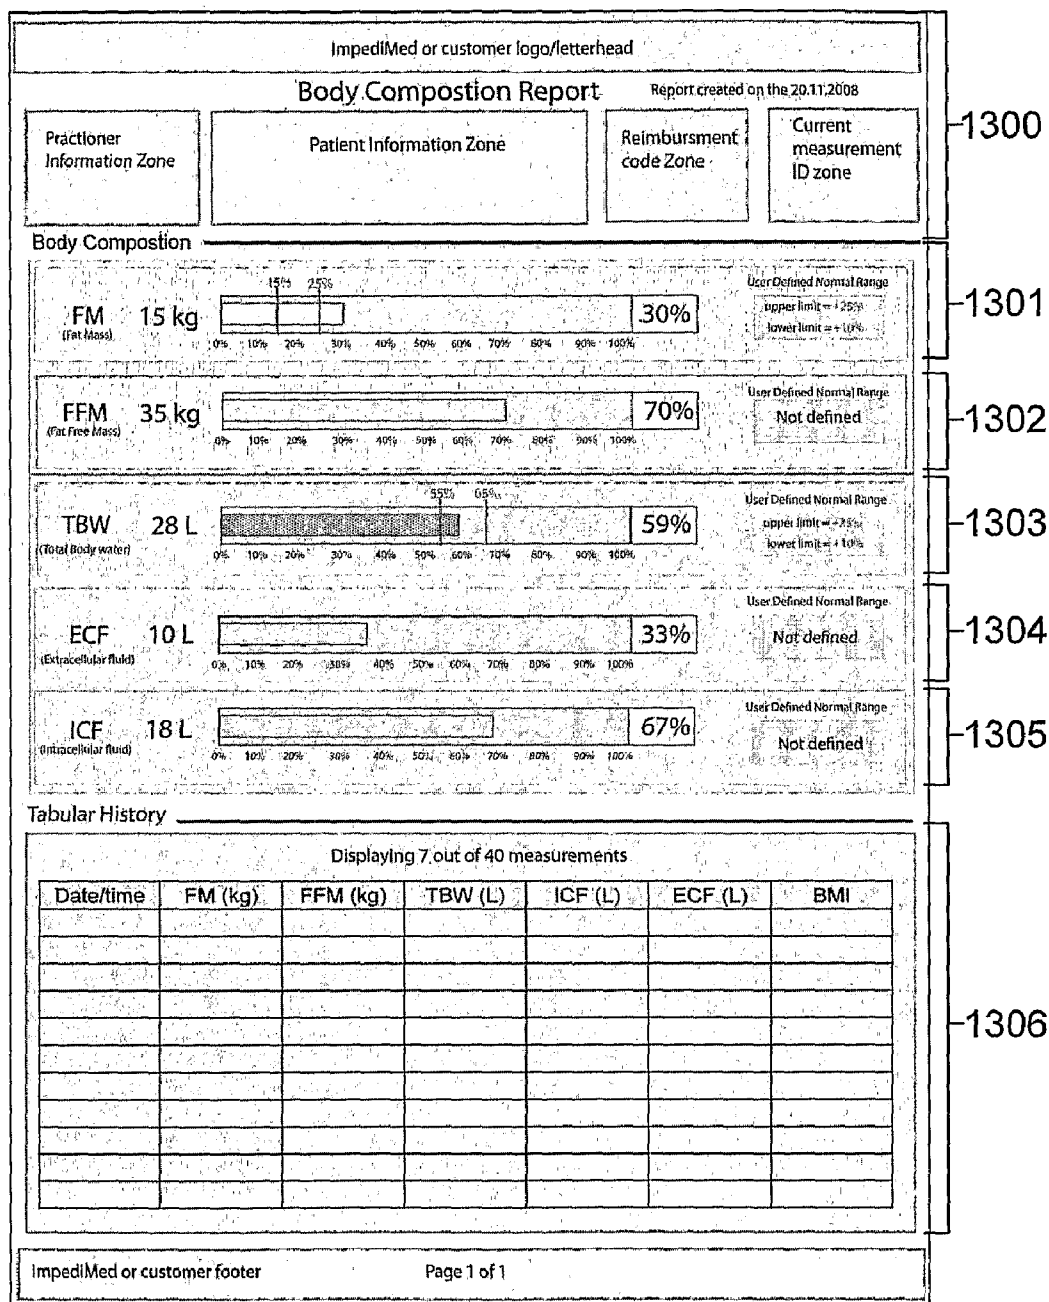 ImpediMed or customer logo/letterhead
Body Compostion Report Report created on the 20.11.2008
Practioner Information Zone
Patient Information Zone
Reimbursment code Zone
Current measurement ID zone
1300
Body Compostion
15% 25%
User Defined Normal Range
FM 15 kg 30%
(Fat Mass)
upper limit = +25%
lower limit = +10%
0% 10% 20% 30% 40% 50% 60% 70% 80% 90% 100%
1301
User Defined Normal Range
FFM 35 kg 70% Not defined
(Fat Free Mass)
0% 10% 20% 30% 40% 50% 60% 70% 80% 90% 100%
1302
55% 65%
User Defined Normal Range
TBW 28 L 59%
(Total Body water)
upper limit = +25%
lower limit = +10%
0% 10% 20% 30% 40% 50% 60% 70% 80% 90% 100%
1303
User Defined Normal Range
ECF 10 L 33% Not defined
(Extracellular fluid)
0% 10% 20% 30% 40% 50% 60% 70% 80% 90% 100%
1304
User Defined Normal Range
ICF 18 L 67% Not defined
(Intracellular fluid)
0% 10% 20% 30% 40% 50% 60% 70% 80% 90% 100%
1305
Tabular History
Displaying 7 out of 40 measurements
Date/time FM (kg) FFM (kg) TBW (L) ICF (L) ECF (L) BMI
1306
ImpediMed or customer footer Page 1 of 1